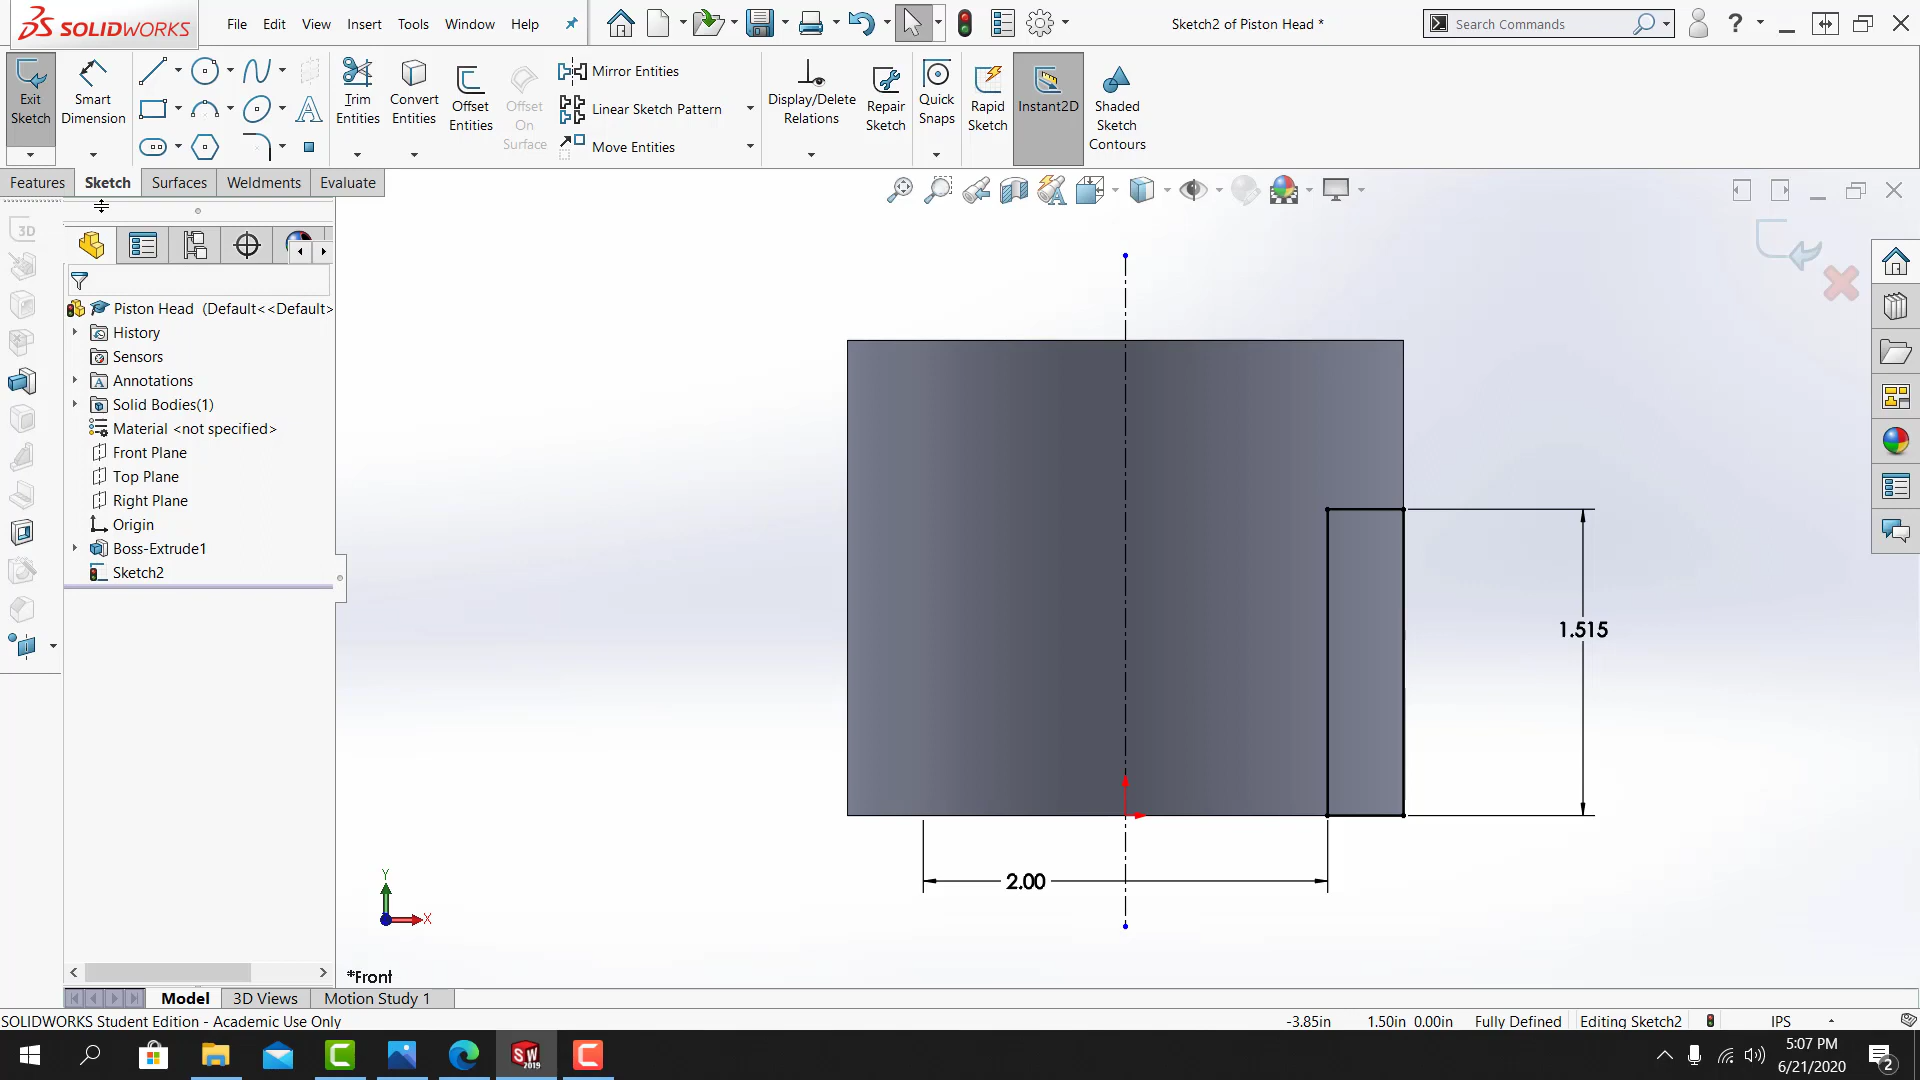 SOLIDWORKS
File Edit View Insert Tools Window Help
Sketch2 of Piston Head *
Search Commands
Exit Sketch
Smart Dimension
Trim Entities
Convert Entities
Offset Entities
Offset On Surface
Mirror Entities
Linear Sketch Pattern
Move Entities
Display/Delete Relations
Repair Sketch
Quick Snaps
Rapid Sketch
Instant2D
Shaded Sketch Contours
Features Sketch Surfaces Weldments Evaluate
3D
Piston Head (Default<<Default>
History
Sensors
Annotations
Solid Bodies(1)
Material <not specified>
Front Plane
Top Plane
Right Plane
Origin
Boss-Extrude1
Sketch2
1.515
2.00
Y
X
*Front
Model 3D Views Motion Study 1
SOLIDWORKS Student Edition - Academic Use Only
-3.85in 1.50in 0.00in Fully Defined Editing Sketch2 IPS
SW
2019
5:07 PM
6/21/2020
2